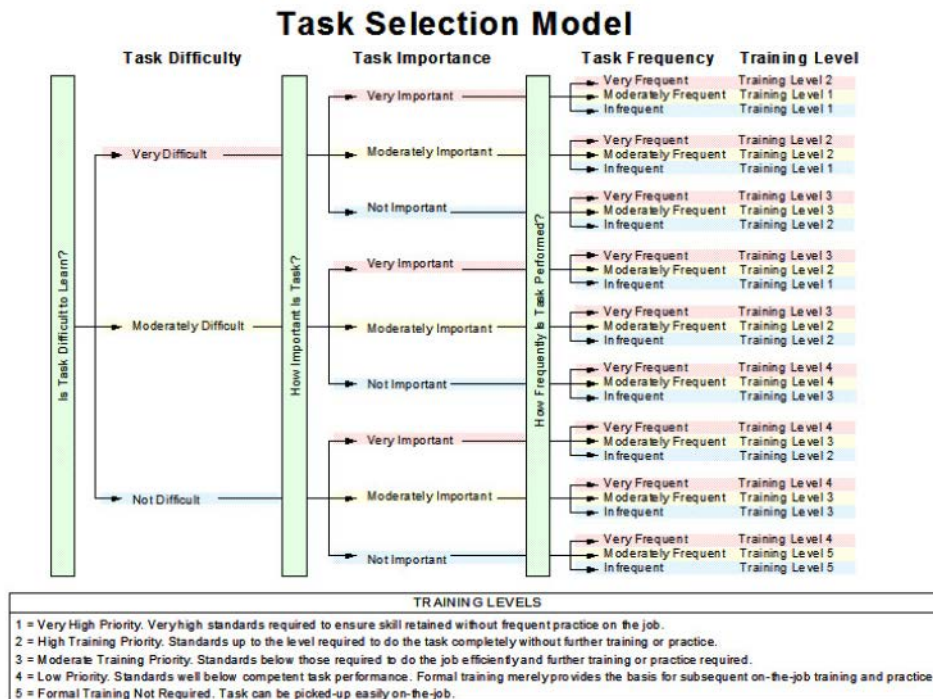 Task Selection Model
Task Difficulty Task Importance Task Frequency Training Level
Is Task Difficult to Learn?
Very Difficult
Moderately Difficult
Not Difficult
How Important Is Task?
Very Important
Moderately Important
Not Important
Very Important
Moderately Important
Not Important
Very Important
Moderately Important
Not Important
How Frequently Is Task Performed?
Very Frequent Training Level 2
Moderately Frequent Training Level 1
Infrequent Training Level 1
Very Frequent Training Level 2
Moderately Frequent Training Level 2
Infrequent Training Level 1
Very Frequent Training Level 3
Moderately Frequent Training Level 3
Infrequent Training Level 2
Very Frequent Training Level 3
Moderately Frequent Training Level 2
Infrequent Training Level 1
Very Frequent Training Level 3
Moderately Frequent Training Level 2
Infrequent Training Level 2
Very Frequent Training Level 4
Moderately Frequent Training Level 4
Infrequent Training Level 3
Very Frequent Training Level 4
Moderately Frequent Training Level 3
Infrequent Training Level 2
Very Frequent Training Level 4
Moderately Frequent Training Level 3
Infrequent Training Level 3
Very Frequent Training Level 4
Moderately Frequent Training Level 5
Infrequent Training Level 5
TRAINING LEVELS
1 = Very High Priority. Very high standards required to ensure skill retained without frequent practice on the job.
2 = High Training Priority. Standards up to the level required to do the task completely without further training or practice.
3 = Moderate Training Priority. Standards below those required to do the job efficiently and further training or practice required.
4 = Low Priority. Standards well below competent task performance. Formal training merely provides the basis for subsequent on-the-job training and practice
5 = Formal Training Not Required. Task can be picked-up easily on-the-job.